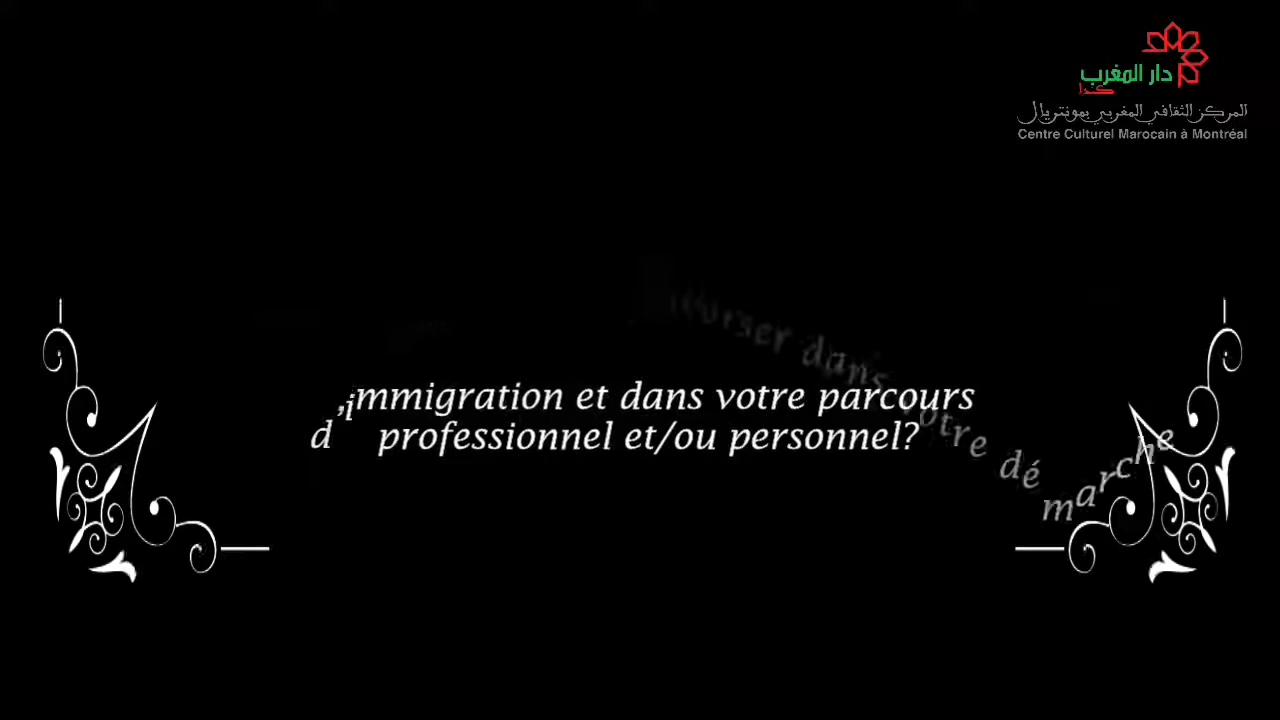 دار المغرب
كندا
المركز الثقافي المغربي بمونتريال
Centre Culturel Marocain à Montréal
dans votre démarche
d'immigration et dans votre parcours
professionnel et/ou personnel?